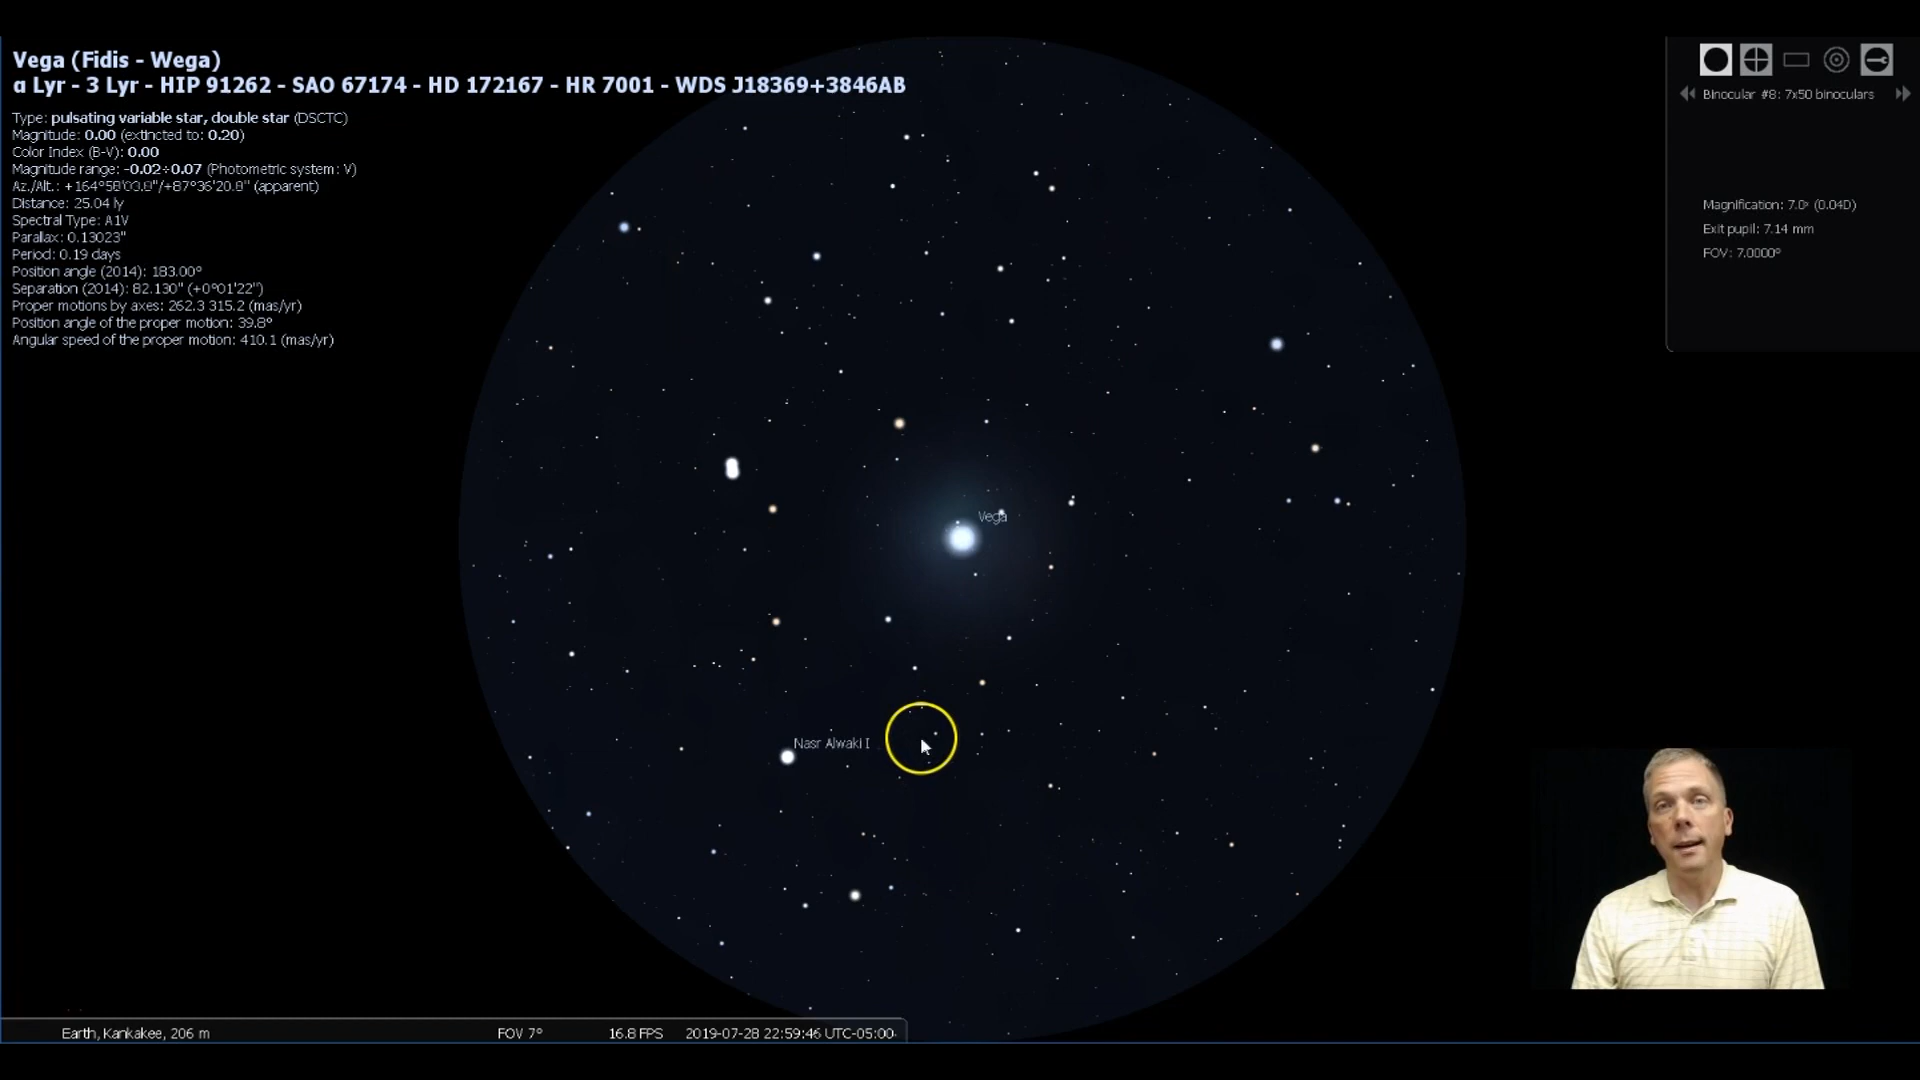 Vega (Fidis - Wega)
α Lyr - 3 Lyr - HIP 91262 - SAO 67174 - HD 172167 - HR 7001 - WDS J18369+3846AB
Type: pulsating variable star, double star (DSCTC)
Magnitude: 0.00 (extincted to: 0.20)
Color Index (B-V): 0.00
Magnitude range: -0.02÷0.07 (Photometric system: V)
Az./Alt.: (apparent)
Distance: 25.04 ly
Spectral Type: A1V
Parallax: 0.13023"
Period: 0.19 days
Position angle (2014): 183.00°
Separation (2014): 82.130" (+0°01'22")
Proper motions by axes: 262.3 315.2 (mas/yr)
Position angle of the proper motion: 39.8°
Angular speed of the proper motion: 410.1 (mas/yr)
Binocular #8: 7x50 binoculars
Magnification: 7.0× (0.04D)
Exit pupil: 7.14 mm
FOV: 7.0000°
Vega
Nasr Alwaki I
Earth, Kankakee, 206 m
FOV 7°
16.8 FPS
2019-07-28 22:59:46 UTC-05:00